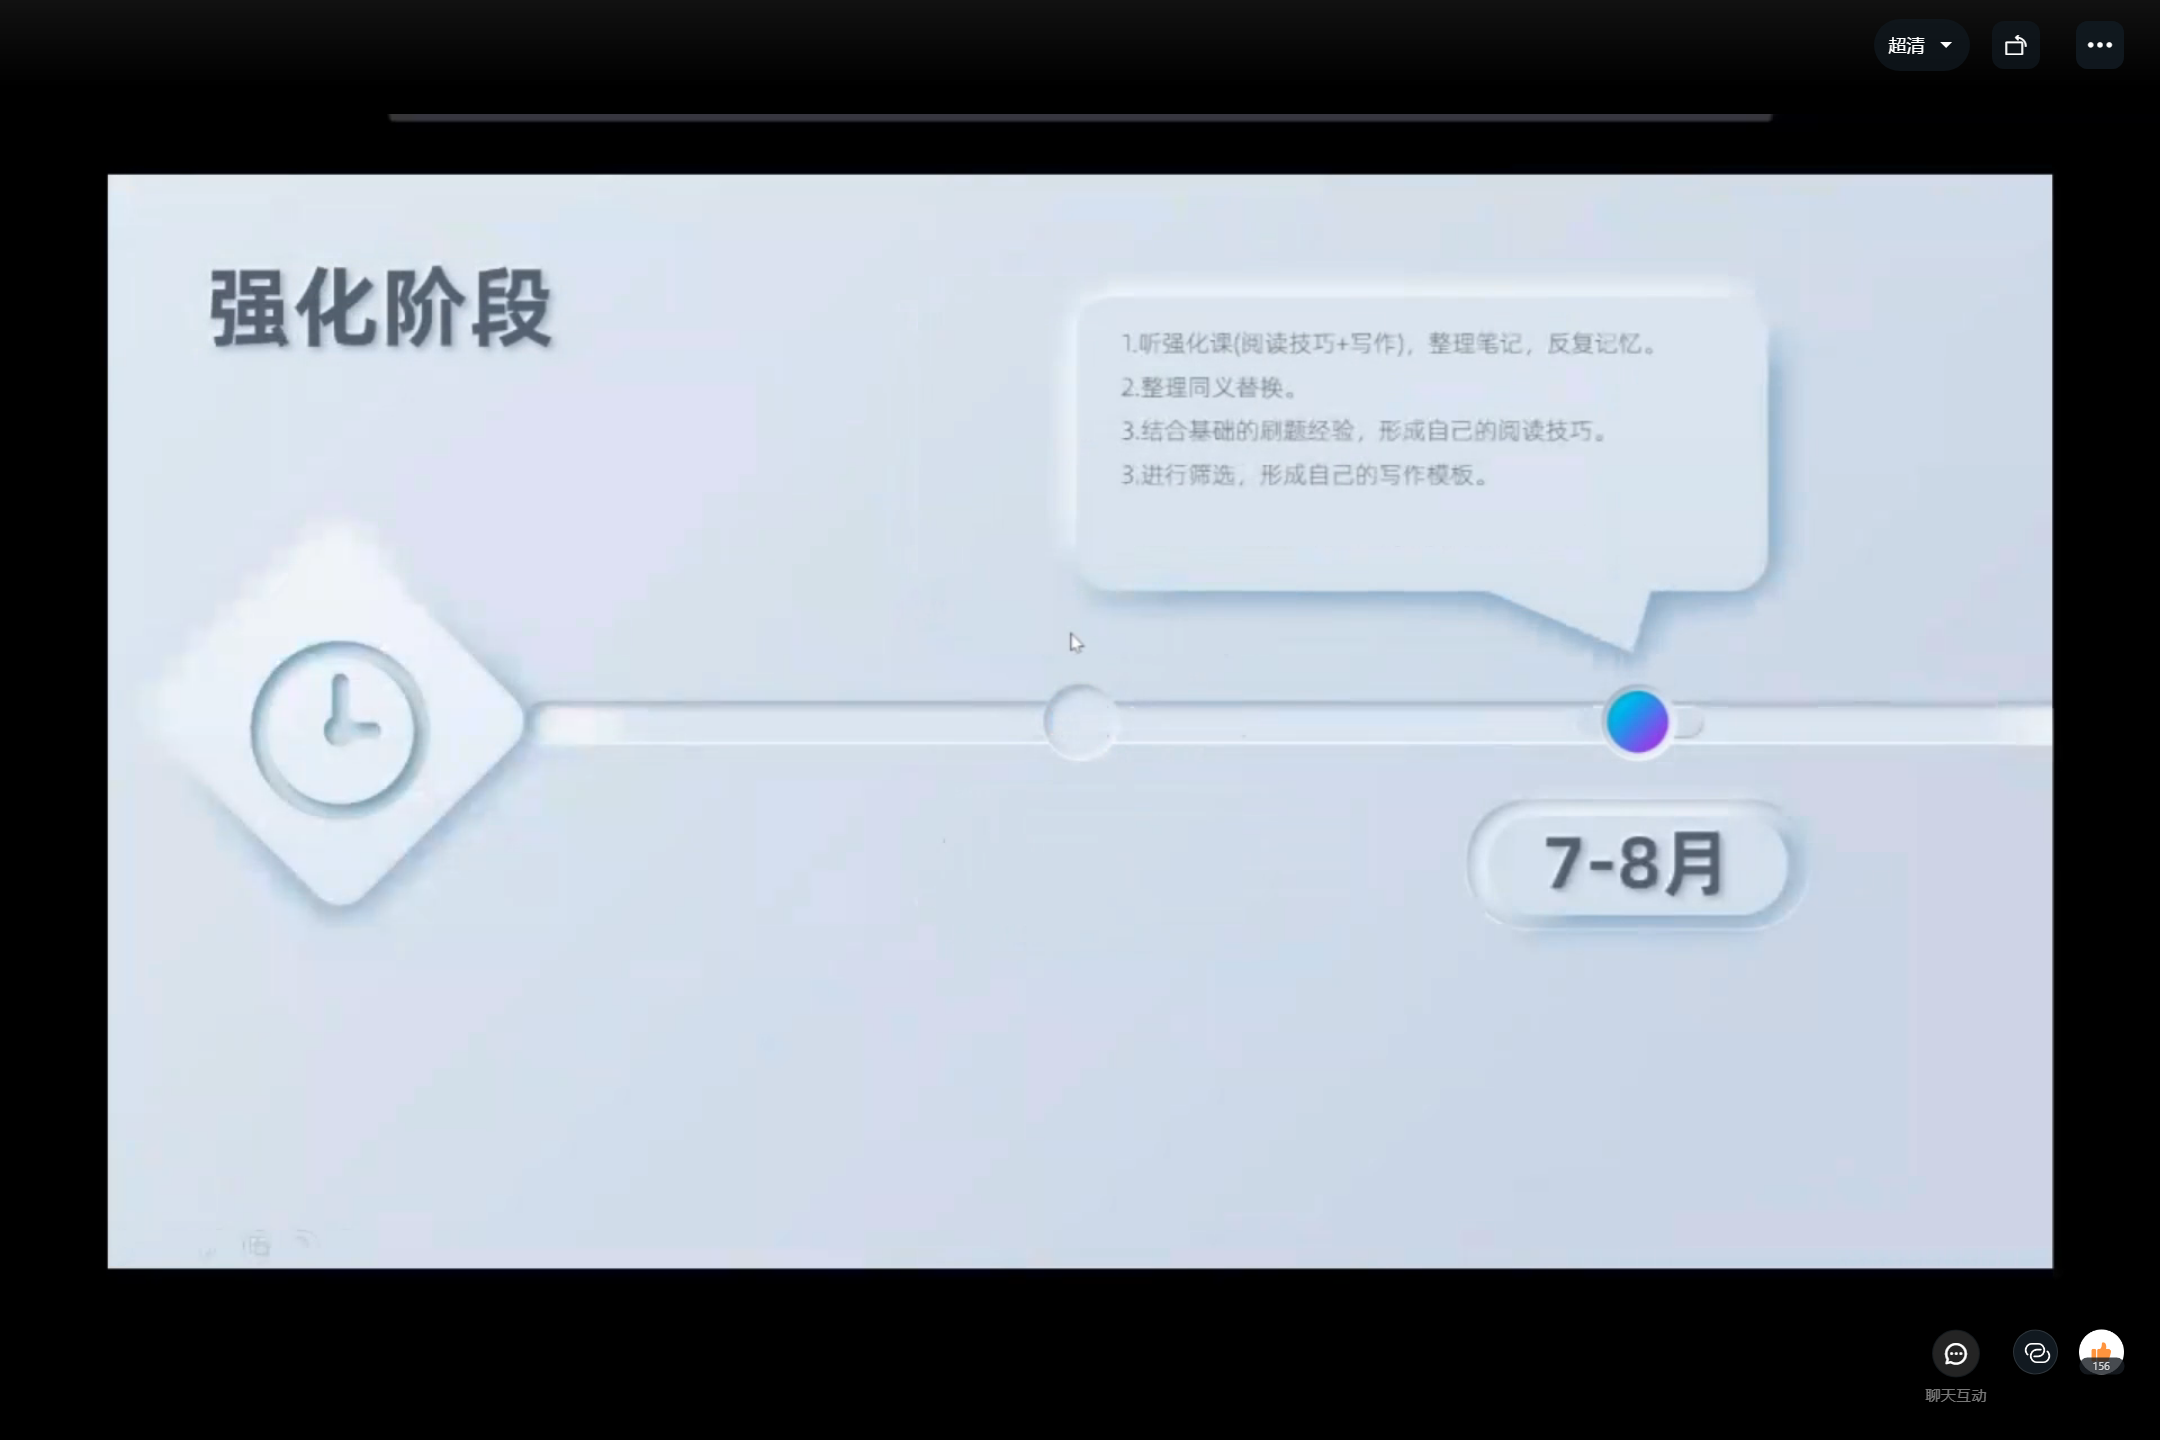 超清
强化阶段
1.听强化课(阅读技巧+写作)，整理笔记，反复记忆。
2.整理同义替换。
3.结合基础的刷题经验，形成自己的阅读技巧。
3.进行筛选，形成自己的写作模板。
7-8月
156
聊天互动